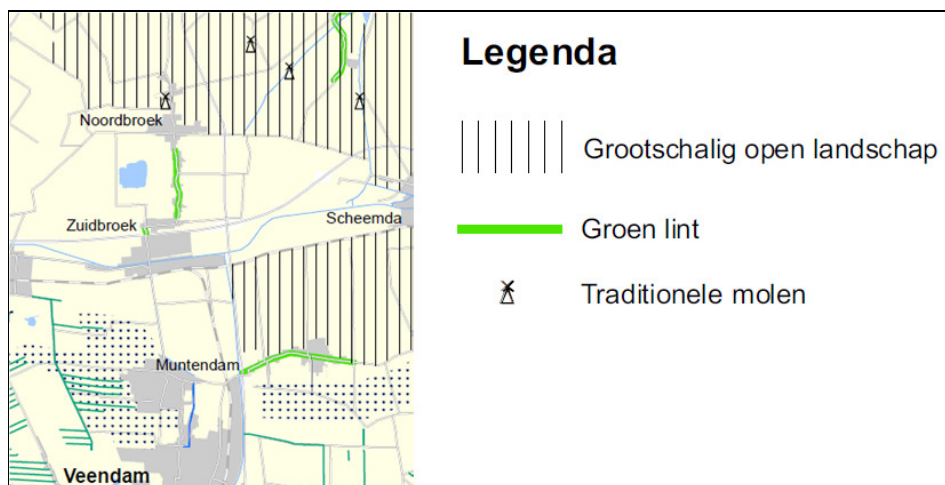 Noordbroek
Zuidbroek
Scheemda
Muntendam
Veendam
Legenda
Grootschalig open landschap
Groen lint
Traditionele molen